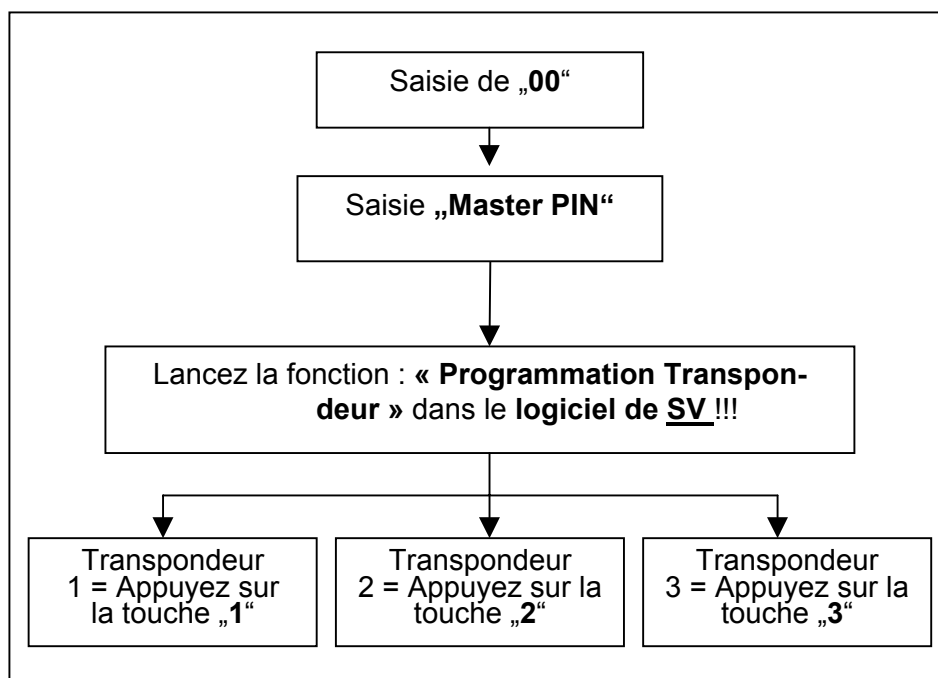 Saisie de „00“
Saisie „Master PIN“
Lancez la fonction : « Programmation Transpon-
deur » dans le logiciel de SV !!!
Transpondeur
1 = Appuyez sur
la touche „1“
Transpondeur
2 = Appuyez sur la
touche „2“
Transpondeur
3 = Appuyez sur la
touche „3“